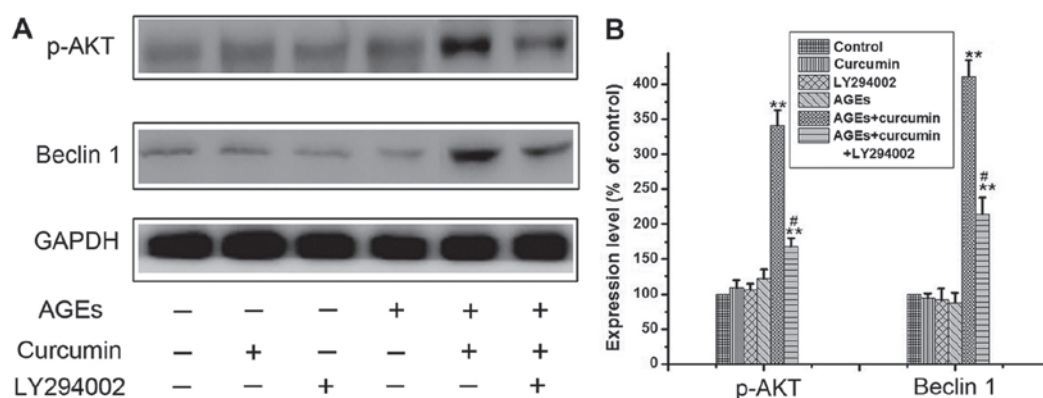 A
p-AKT
Beclin 1
GAPDH
AGEs – – – + + +
Curcumin – + – – + +
LY294002 – – + – – +
B
Expression level (% of control)
400
350
300
250
200
150
100
50
0
Control
Curcumin
LY294002
AGEs
AGEs+curcumin
AGEs+curcumin
+LY294002
**
#
**
**
#
**
p-AKT
Beclin 1